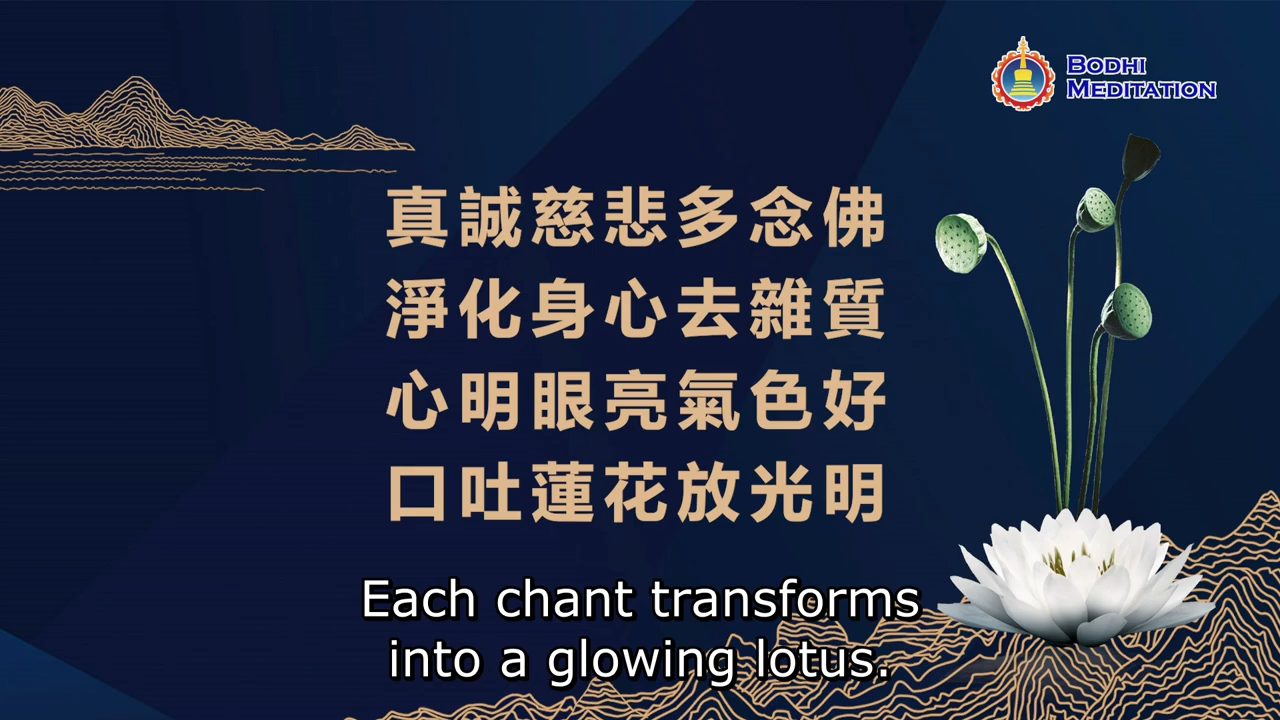 BODHI
MEDITATION
真誠慈悲多念佛
淨化身心去雜質
心明眼亮氣色好
口吐蓮花放光明
Each chant transforms
into a glowing lotus.